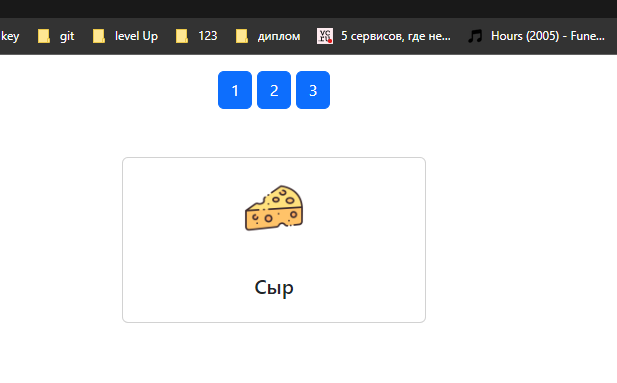 key git level Up 123 диплом 5 сервисов, где не... Hours (2005) - Fune...
1 2 3
Сыр